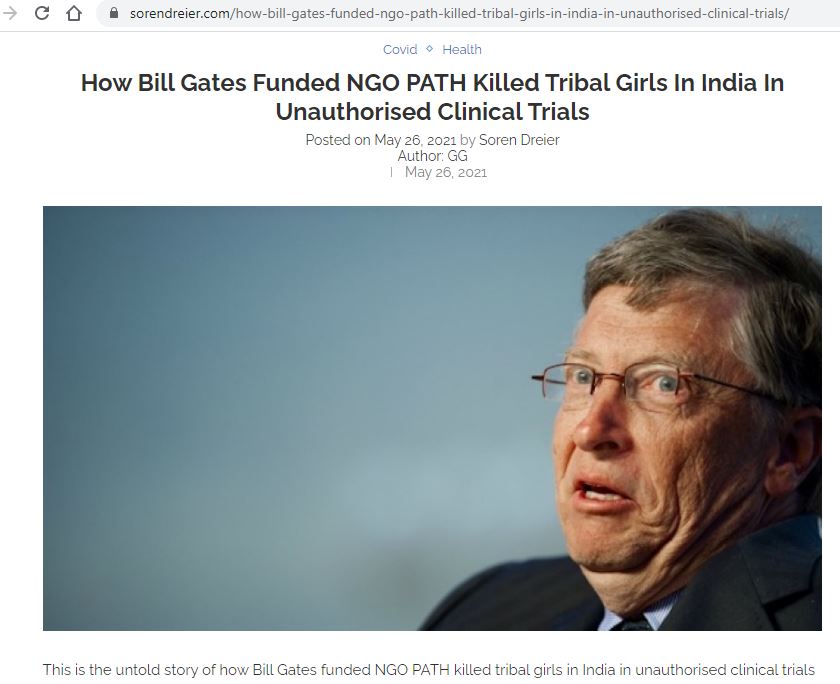 sorendreier.com/how-bill-gates-funded-ngo-path-killed-tribal-girls-in-india-in-unauthorised-clinical-trials/
Covid ⋄ Health
How Bill Gates Funded NGO PATH Killed Tribal Girls In India In
Unauthorised Clinical Trials
Posted on May 26, 2021 by Soren Dreier
Author: GG
| May 26, 2021
This is the untold story of how Bill Gates funded NGO PATH killed tribal girls in India in unauthorised clinical trials